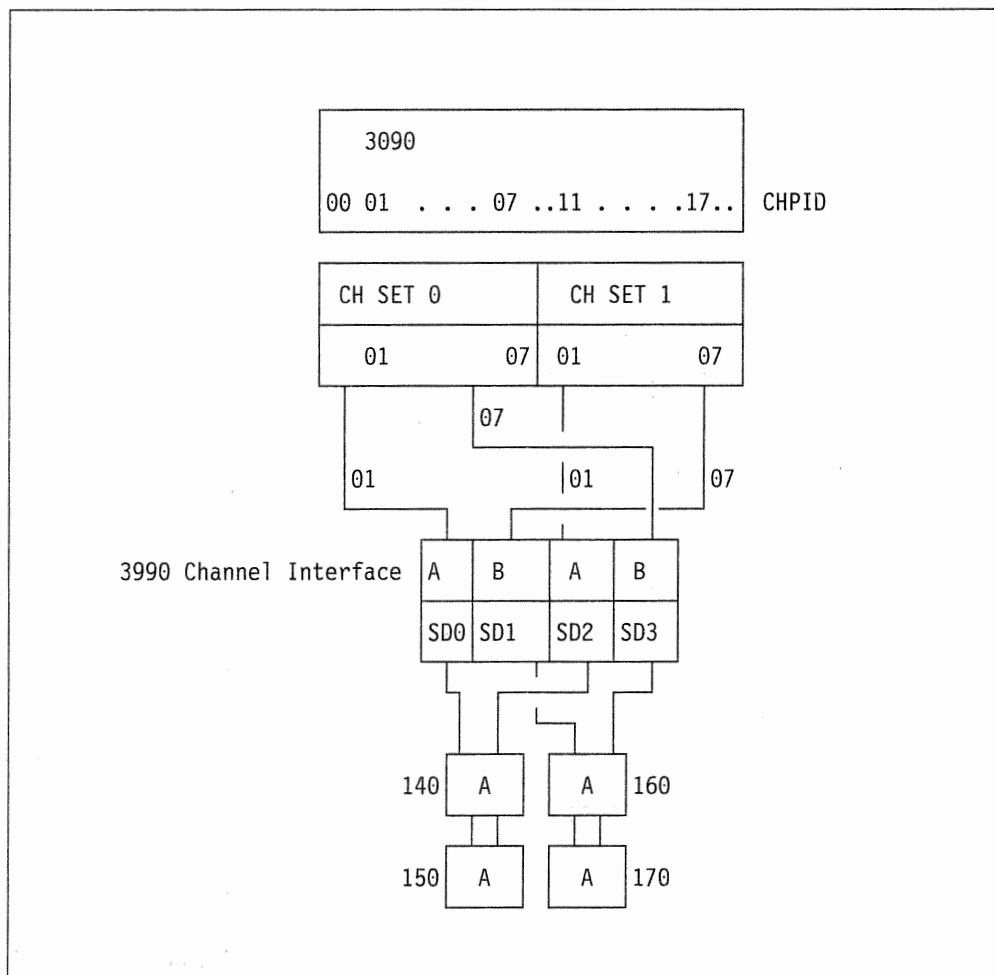 3090
00 01 . . . 07 ..11 . . . .17.. CHPID
CH SET 0 CH SET 1
01 07 01 07
07
01 01 07
3990 Channel Interface A B A B
SD0 SD1 SD2 SD3
140 A A 160
150 A A 170